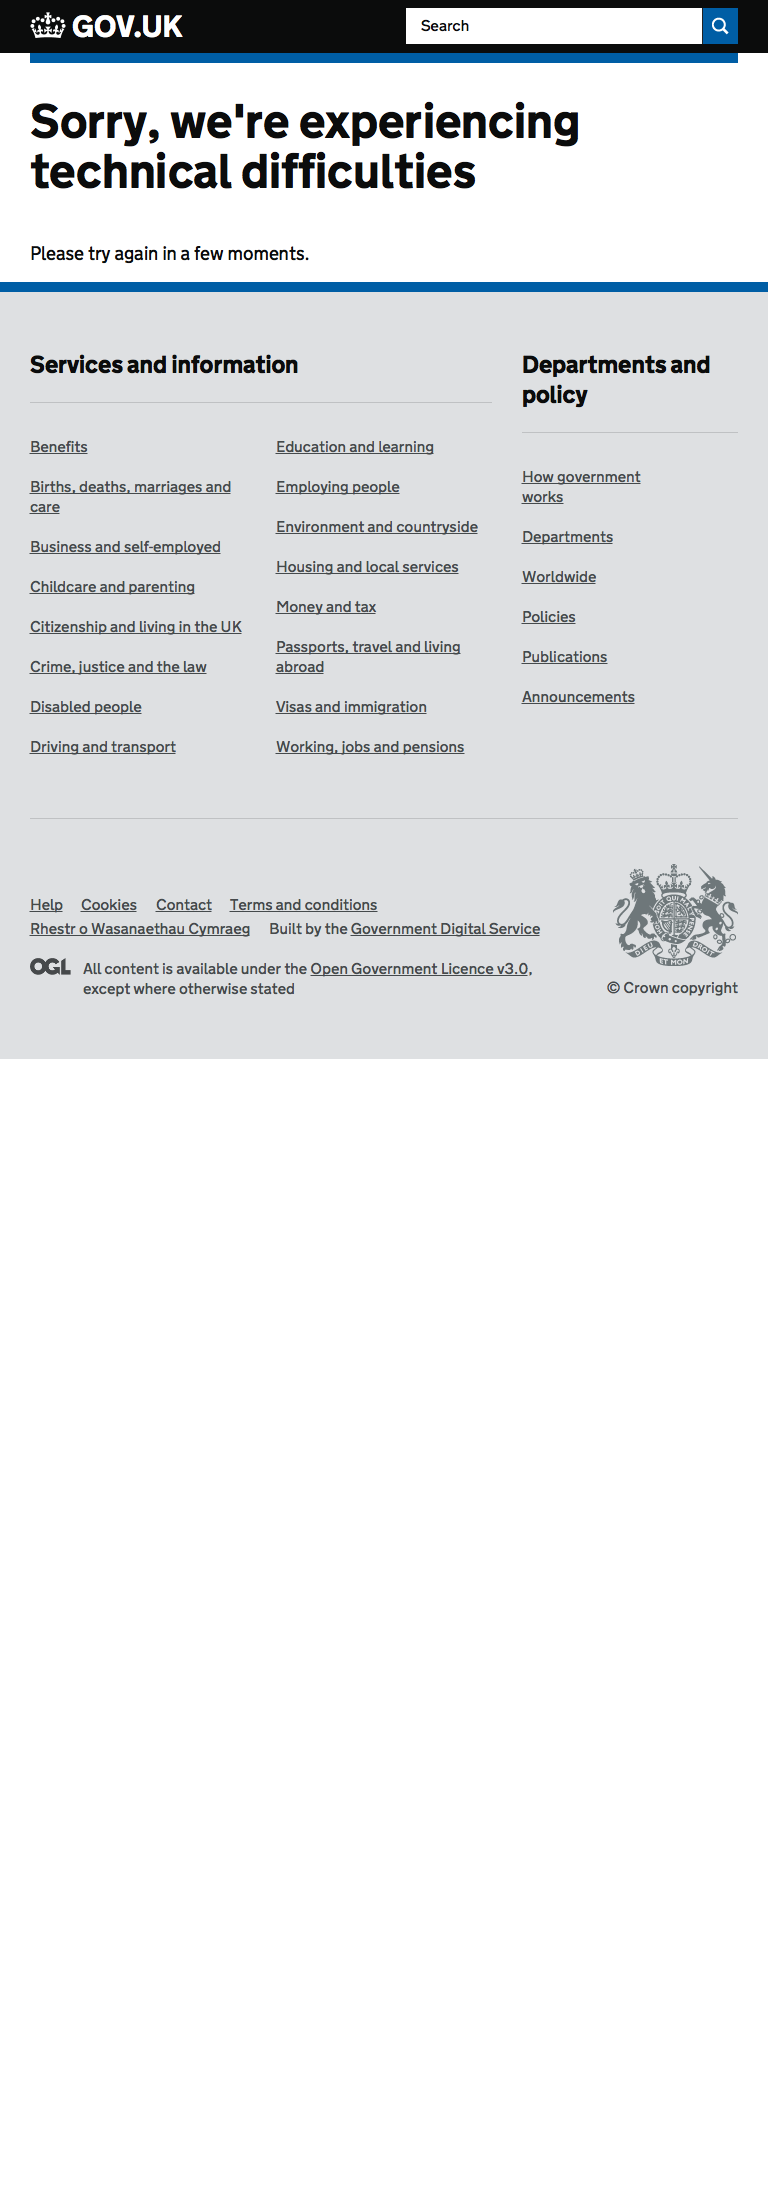 GOV.UK
Search
Sorry, we're experiencing
technical difficulties
Please try again in a few moments.
Services and information
Benefits
Births, deaths, marriages and
care
Business and self-employed
Childcare and parenting
Citizenship and living in the UK
Crime, justice and the law
Disabled people
Driving and transport
Education and learning
Employing people
Environment and countryside
Housing and local services
Money and tax
Passports, travel and living
abroad
Visas and immigration
Working, jobs and pensions
Departments and
policy
How government
works
Departments
Worldwide
Policies
Publications
Announcements
Help Cookies Contact Terms and conditions
Rhestr o Wasanaethau Cymraeg Built by the Government Digital Service
OGL All content is available under the Open Government Licence v3.0,
except where otherwise stated
DIEU ET MON DROIT
© Crown copyright